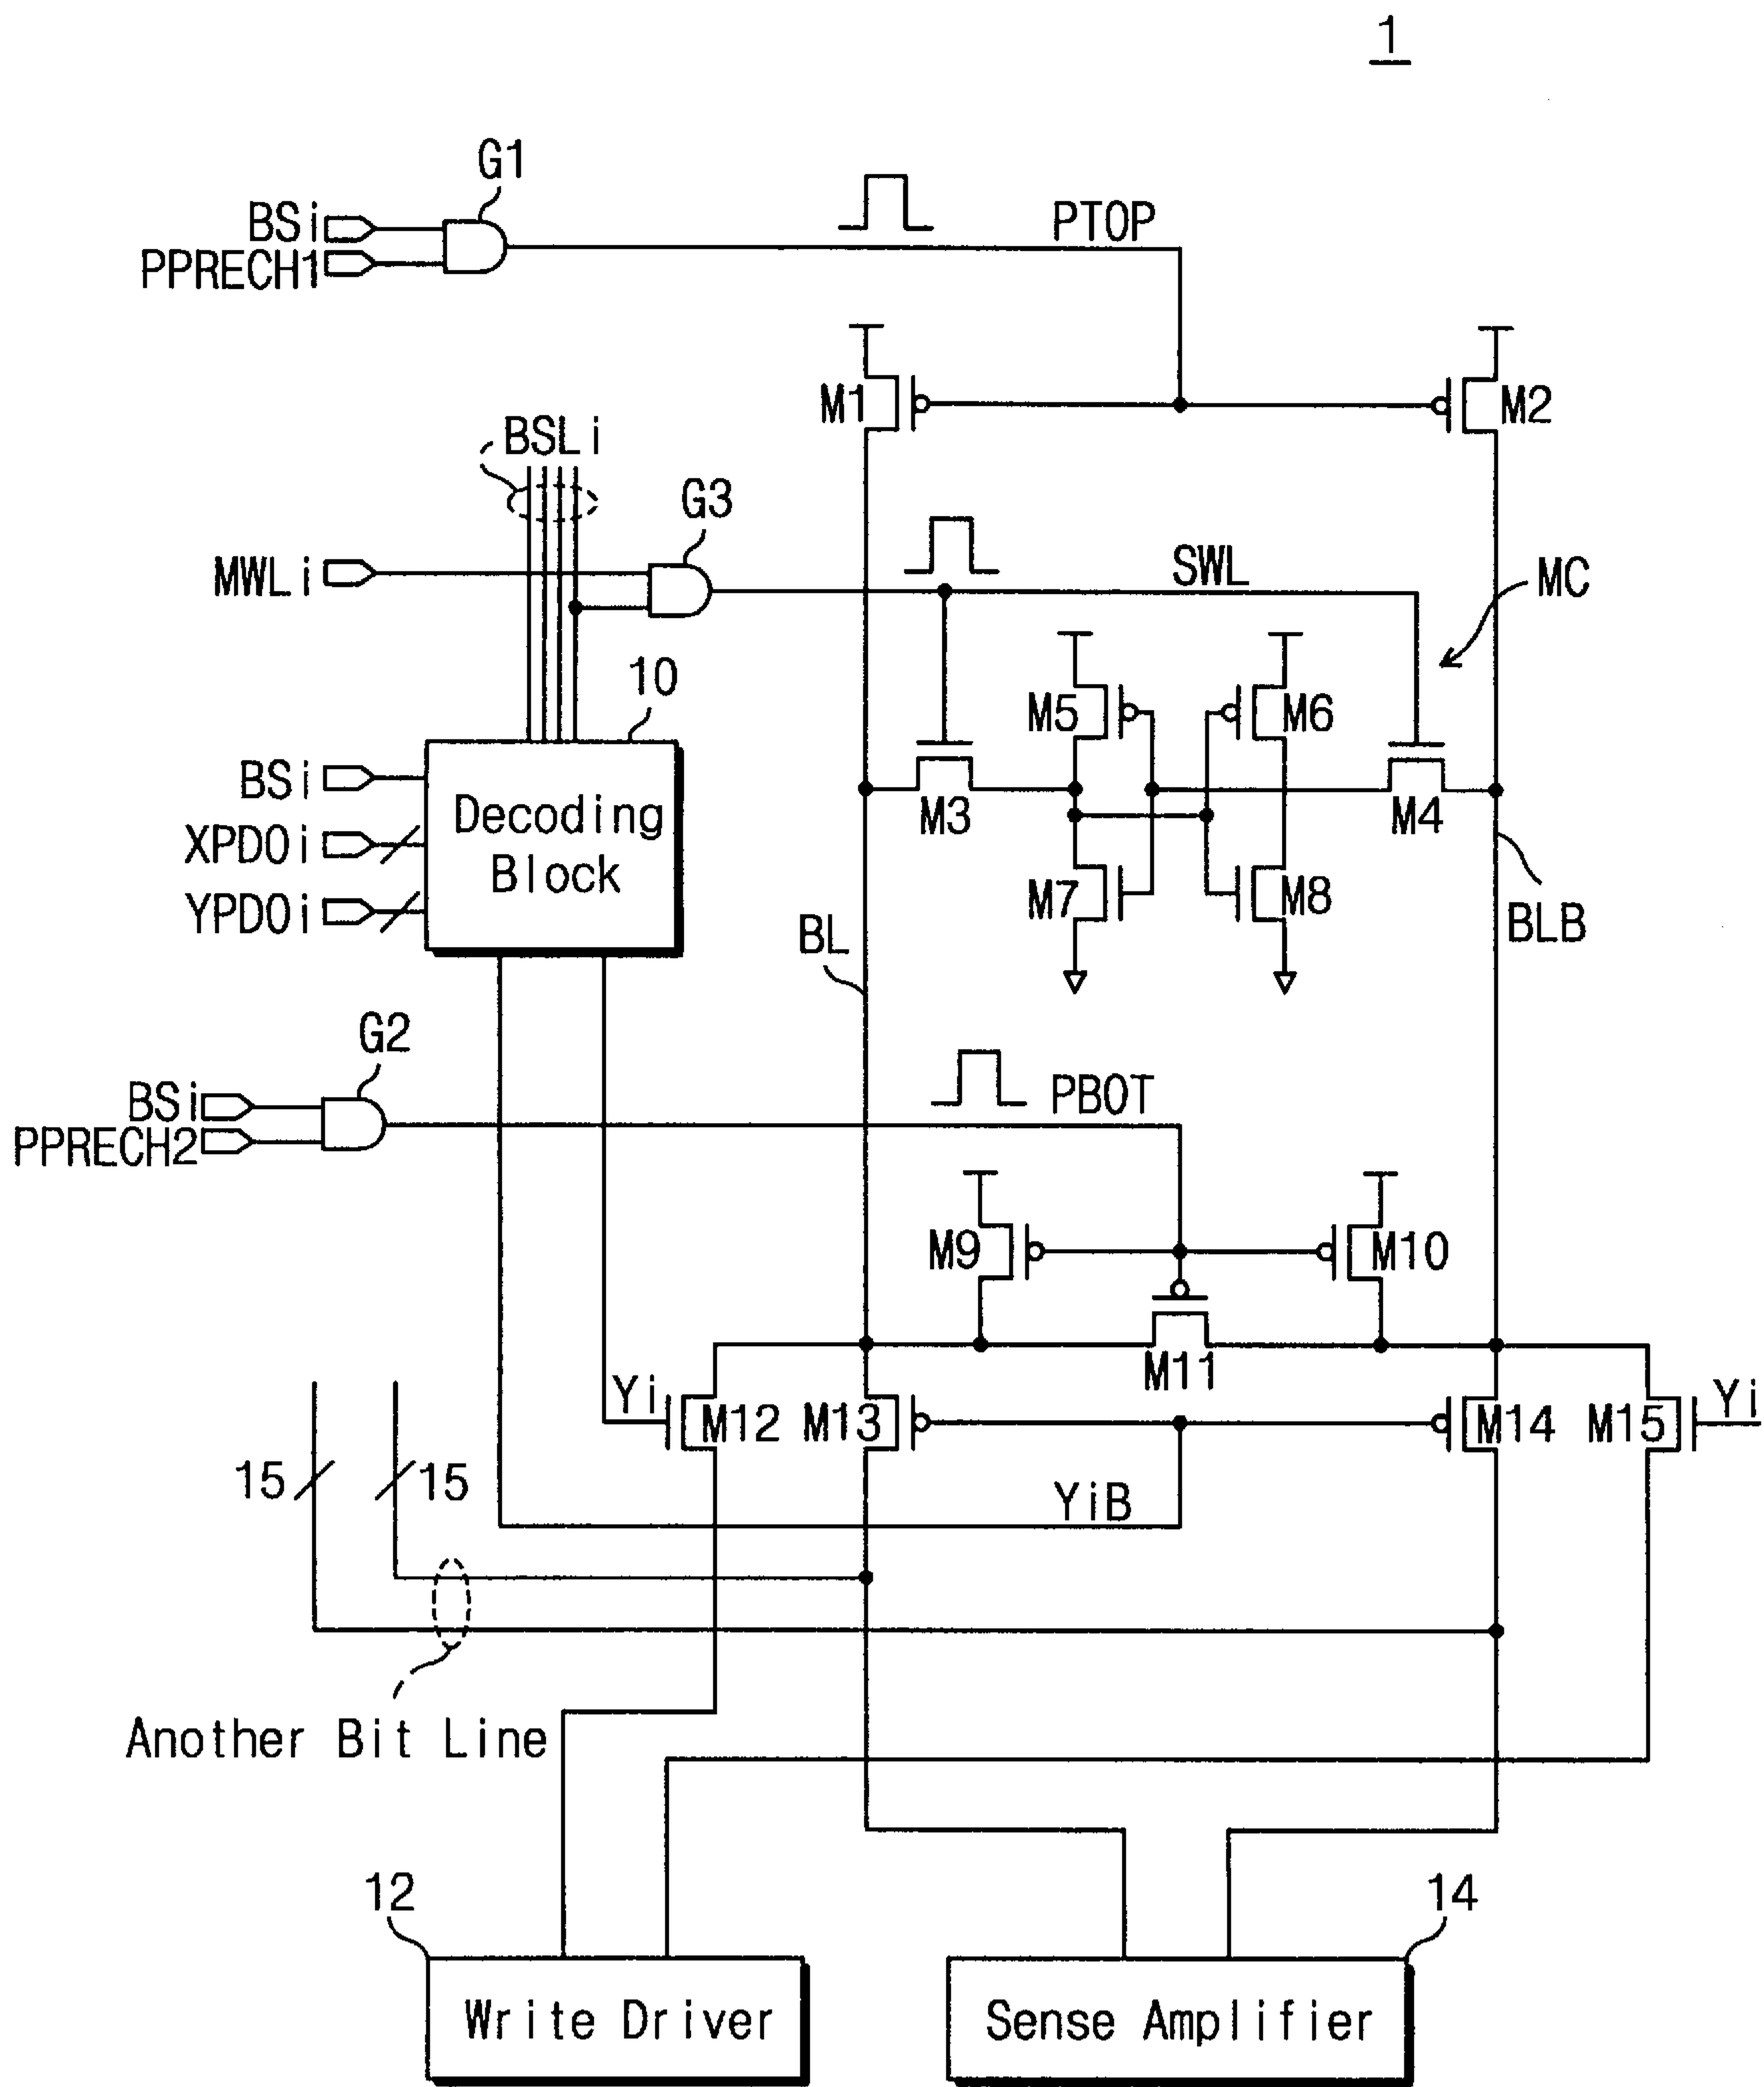 1
G1
BSi
PPRECH1
PTOP
M1
M2
BSLi
G3
MWLi
SWL
MC
10
M5
M6
BSi
Decoding
Block
XPD0i
YPD0i
M3
M4
M7
M8
BL
BLB
G2
BSi
PPRECH2
PBOT
M9
M10
M11
Yi
M12
M13
M14
M15
Yi
15
15
YiB
Another Bit Line
12
14
Write Driver
Sense Amplifier